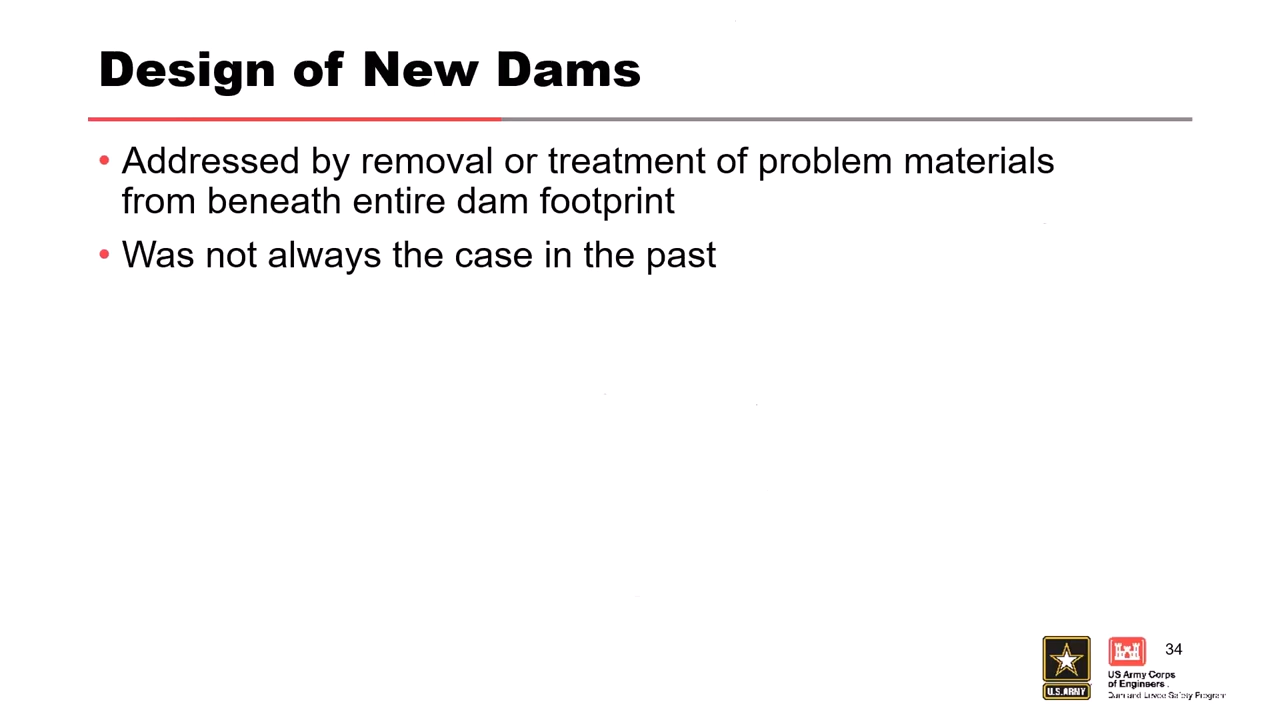 Design of New Dams
• Addressed by removal or treatment of problem materials
from beneath entire dam footprint
• Was not always the case in the past
34
U.S.ARMY
US Army Corps
of Engineers.
Dam and Levee Safety Program